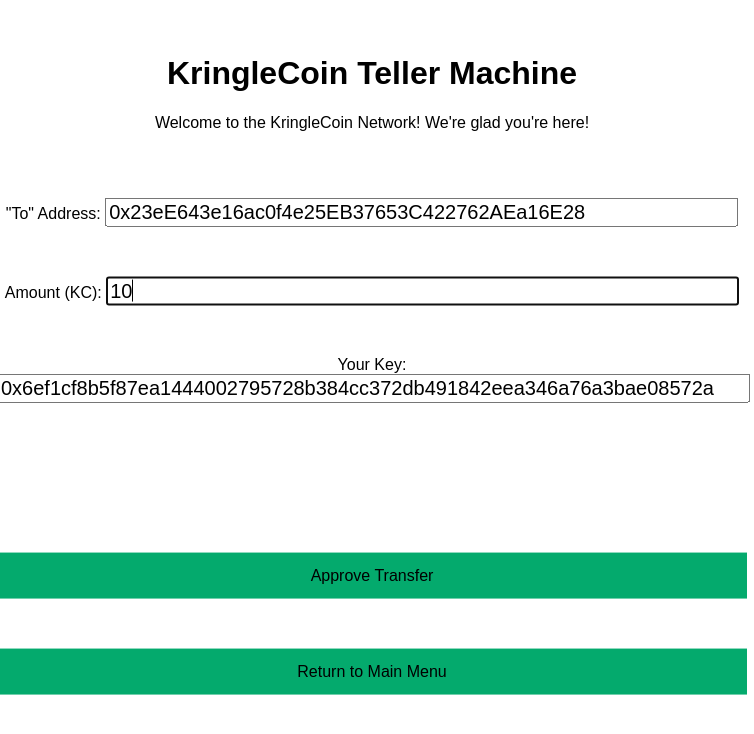 KringleCoin Teller Machine
Welcome to the KringleCoin Network! We're glad you're here!
"To" Address: 0x23eE643e16ac0f4e25EB37653C422762AEa16E28
Amount (KC): 10
Your Key:
0x6ef1cf8b5f87ea1444002795728b384cc372db491842eea346a76a3bae08572a
Approve Transfer
Return to Main Menu